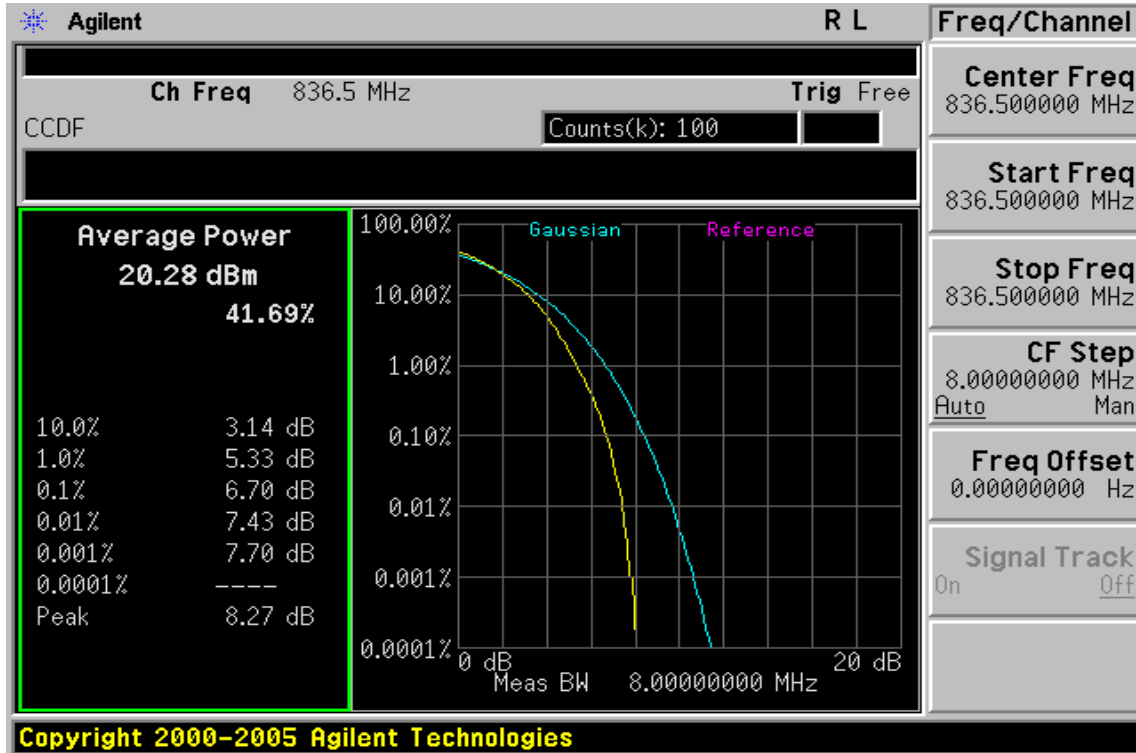 Agilent
R L
Freq/Channel
Ch Freq 836.5 MHz
Trig Free
CCDF
Counts(k): 100
Average Power
20.28 dBm
41.69%
10.0% 3.14 dB
1.0% 5.33 dB
0.1% 6.70 dB
0.01% 7.43 dB
0.001% 7.70 dB
0.0001% ----
Peak 8.27 dB
Gaussian
Reference
100.00%
10.00%
1.00%
0.10%
0.01%
0.001%
0.0001%
0 dB
20 dB
Meas BW 8.00000000 MHz
Center Freq
836.500000 MHz
Start Freq
836.500000 MHz
Stop Freq
836.500000 MHz
CF Step
8.00000000 MHz
Auto Man
Freq Offset
0.00000000 Hz
Signal Track
On Off
Copyright 2000-2005 Agilent Technologies